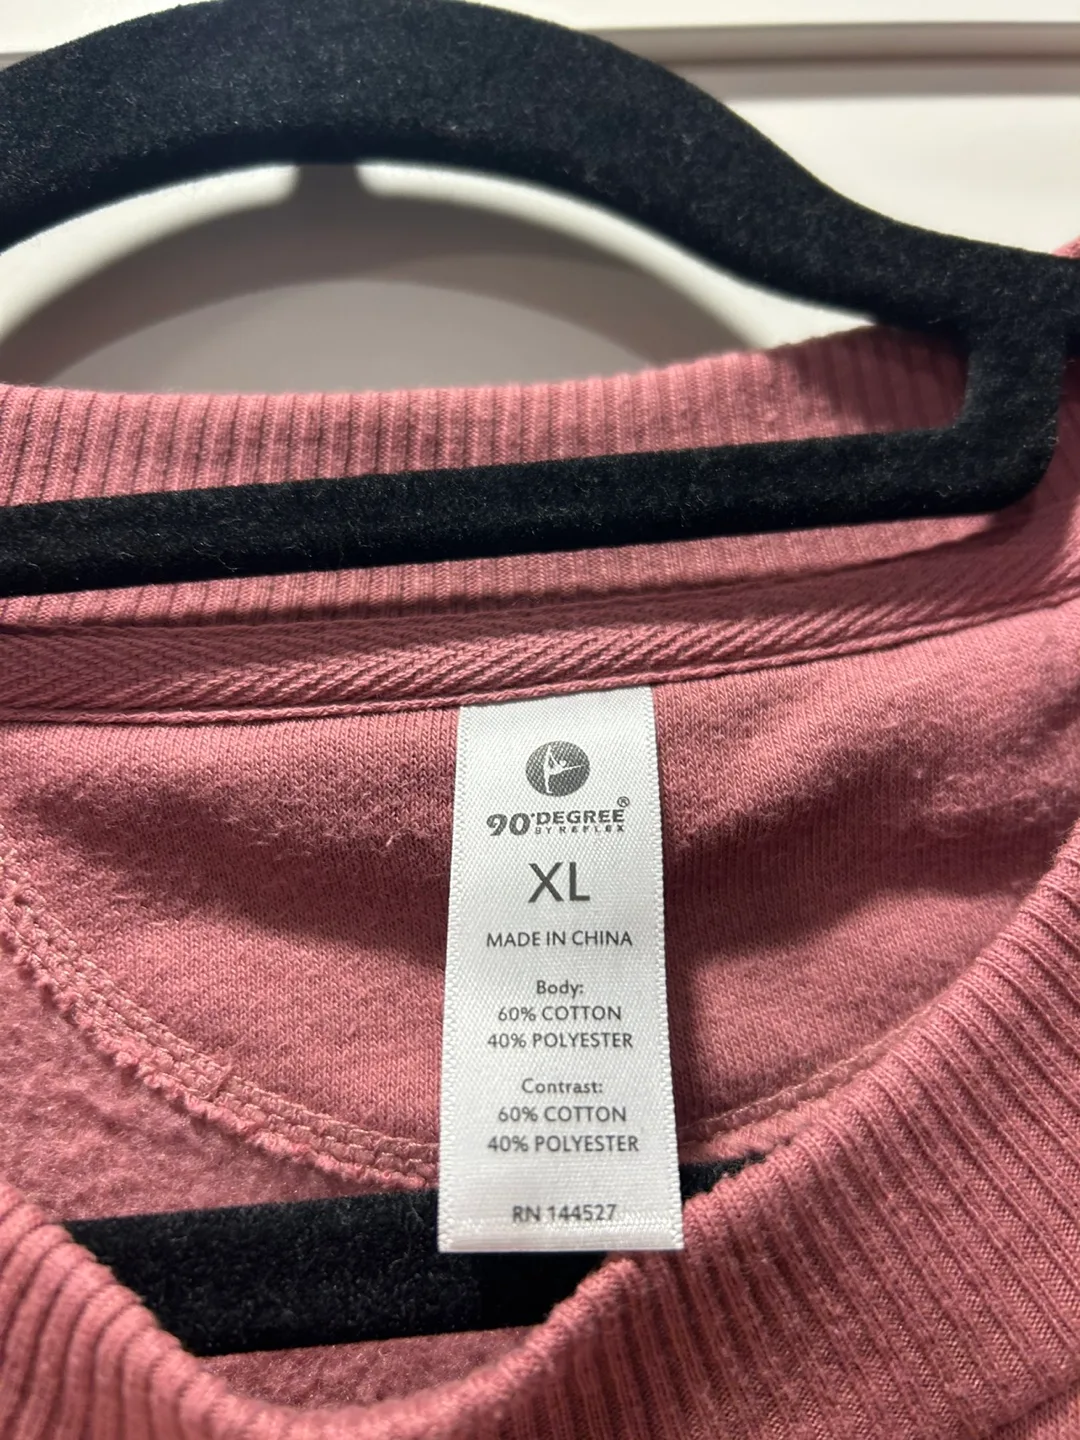 90°DEGREE®
BY REFLEX
XL
MADE IN CHINA
Body:
60% COTTON
40% POLYESTER
Contrast:
60% COTTON
40% POLYESTER
RN 144527